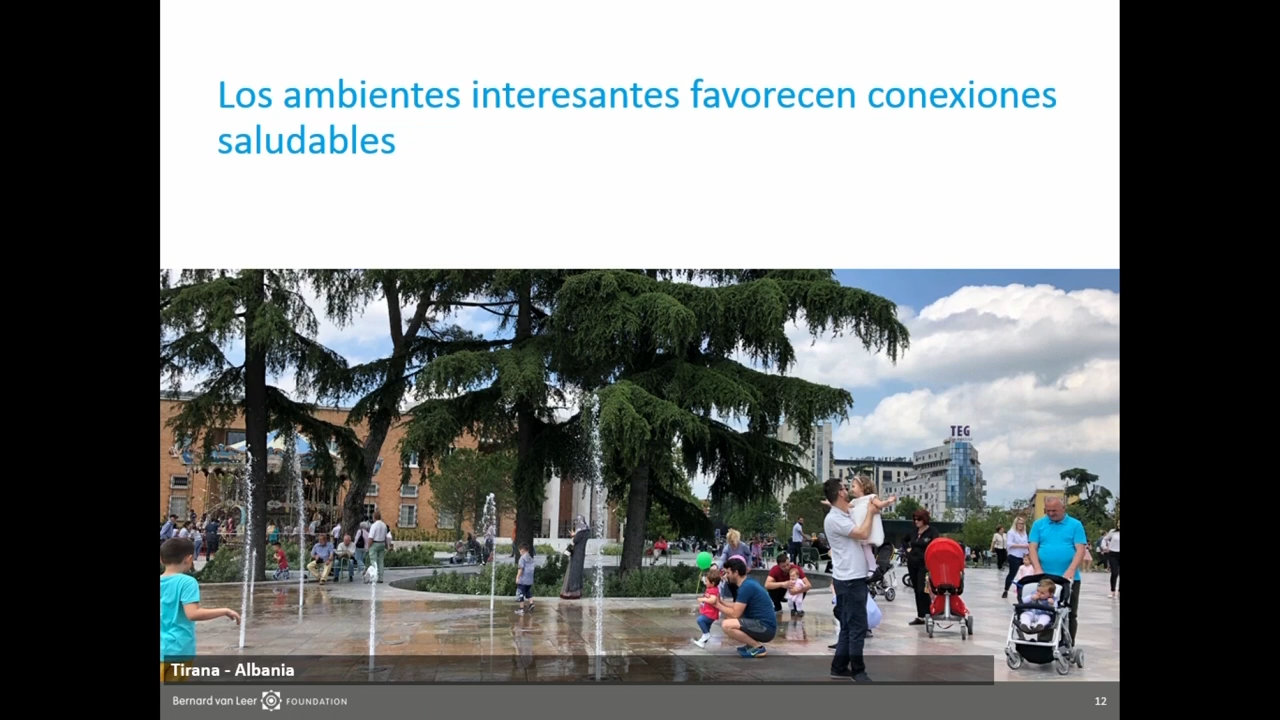 Los ambientes interesantes favorecen conexiones
saludables
TEG
Tirana - Albania
Bernard van Leer FOUNDATION
12